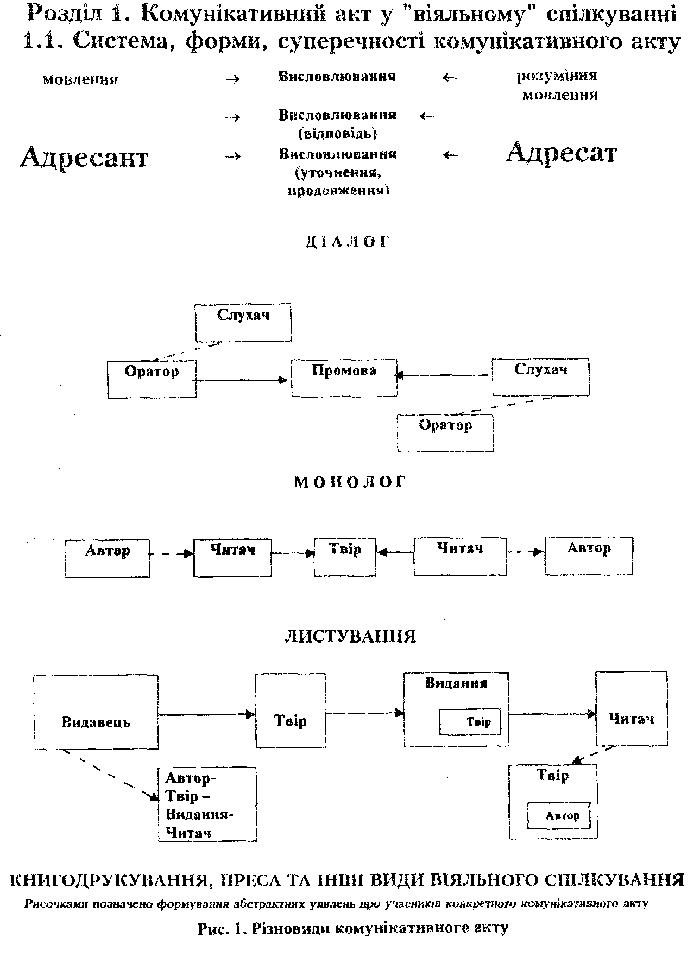 Розділ 1. Комунікативний акт у "віяльному" спілкуванні
1.1. Система, форми, суперечності комунікативного акту
мовлення → Висловлювання ← розуміння
мовлення
→ Висловлювання ←
(відповідь)
Адресант → Висловлювання ← Адресат
(уточнення,
продовження)
ДІАЛОГ
Слухач
Оратор Промова Слухач
Оратор
МОНОЛОГ
Автор Читач Твір Читач Автор
ЛИСТУВАННЯ
Видання
Видавець Твір Твір Читач
Автор-
Твір –
Видання-
Читач
Твір
Автор
КНИГОДРУКУВАННЯ, ПРЕСА ТА ІНШІ ВИДИ ВІЯЛЬНОГО СПІЛКУВАННЯ
Рисочками позначено формування абстрактних уявлень про учасників конкретного комунікативного акту
Рис. 1. Різновиди комунікативного акту